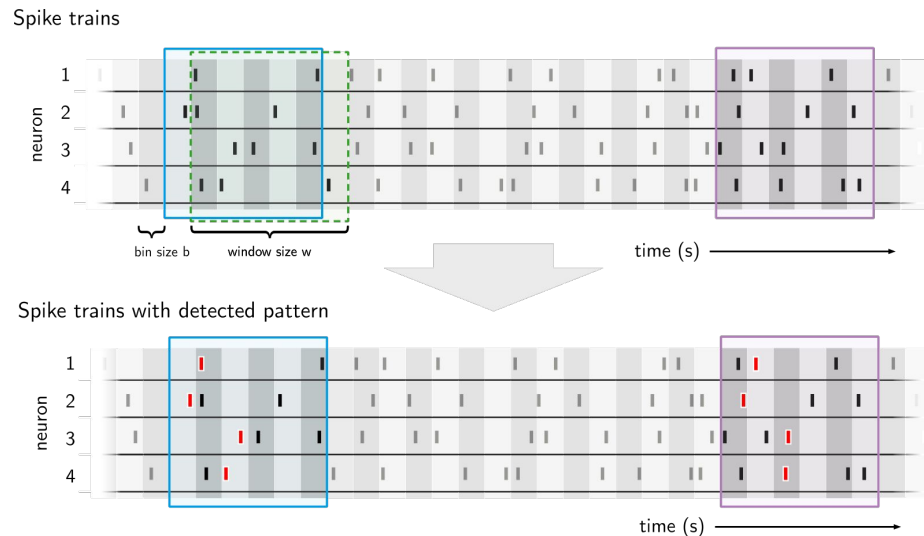 Spike trains
neuron
1
2
3
4
bin size b
window size w
time (s)
Spike trains with detected pattern
neuron
1
2
3
4
time (s)